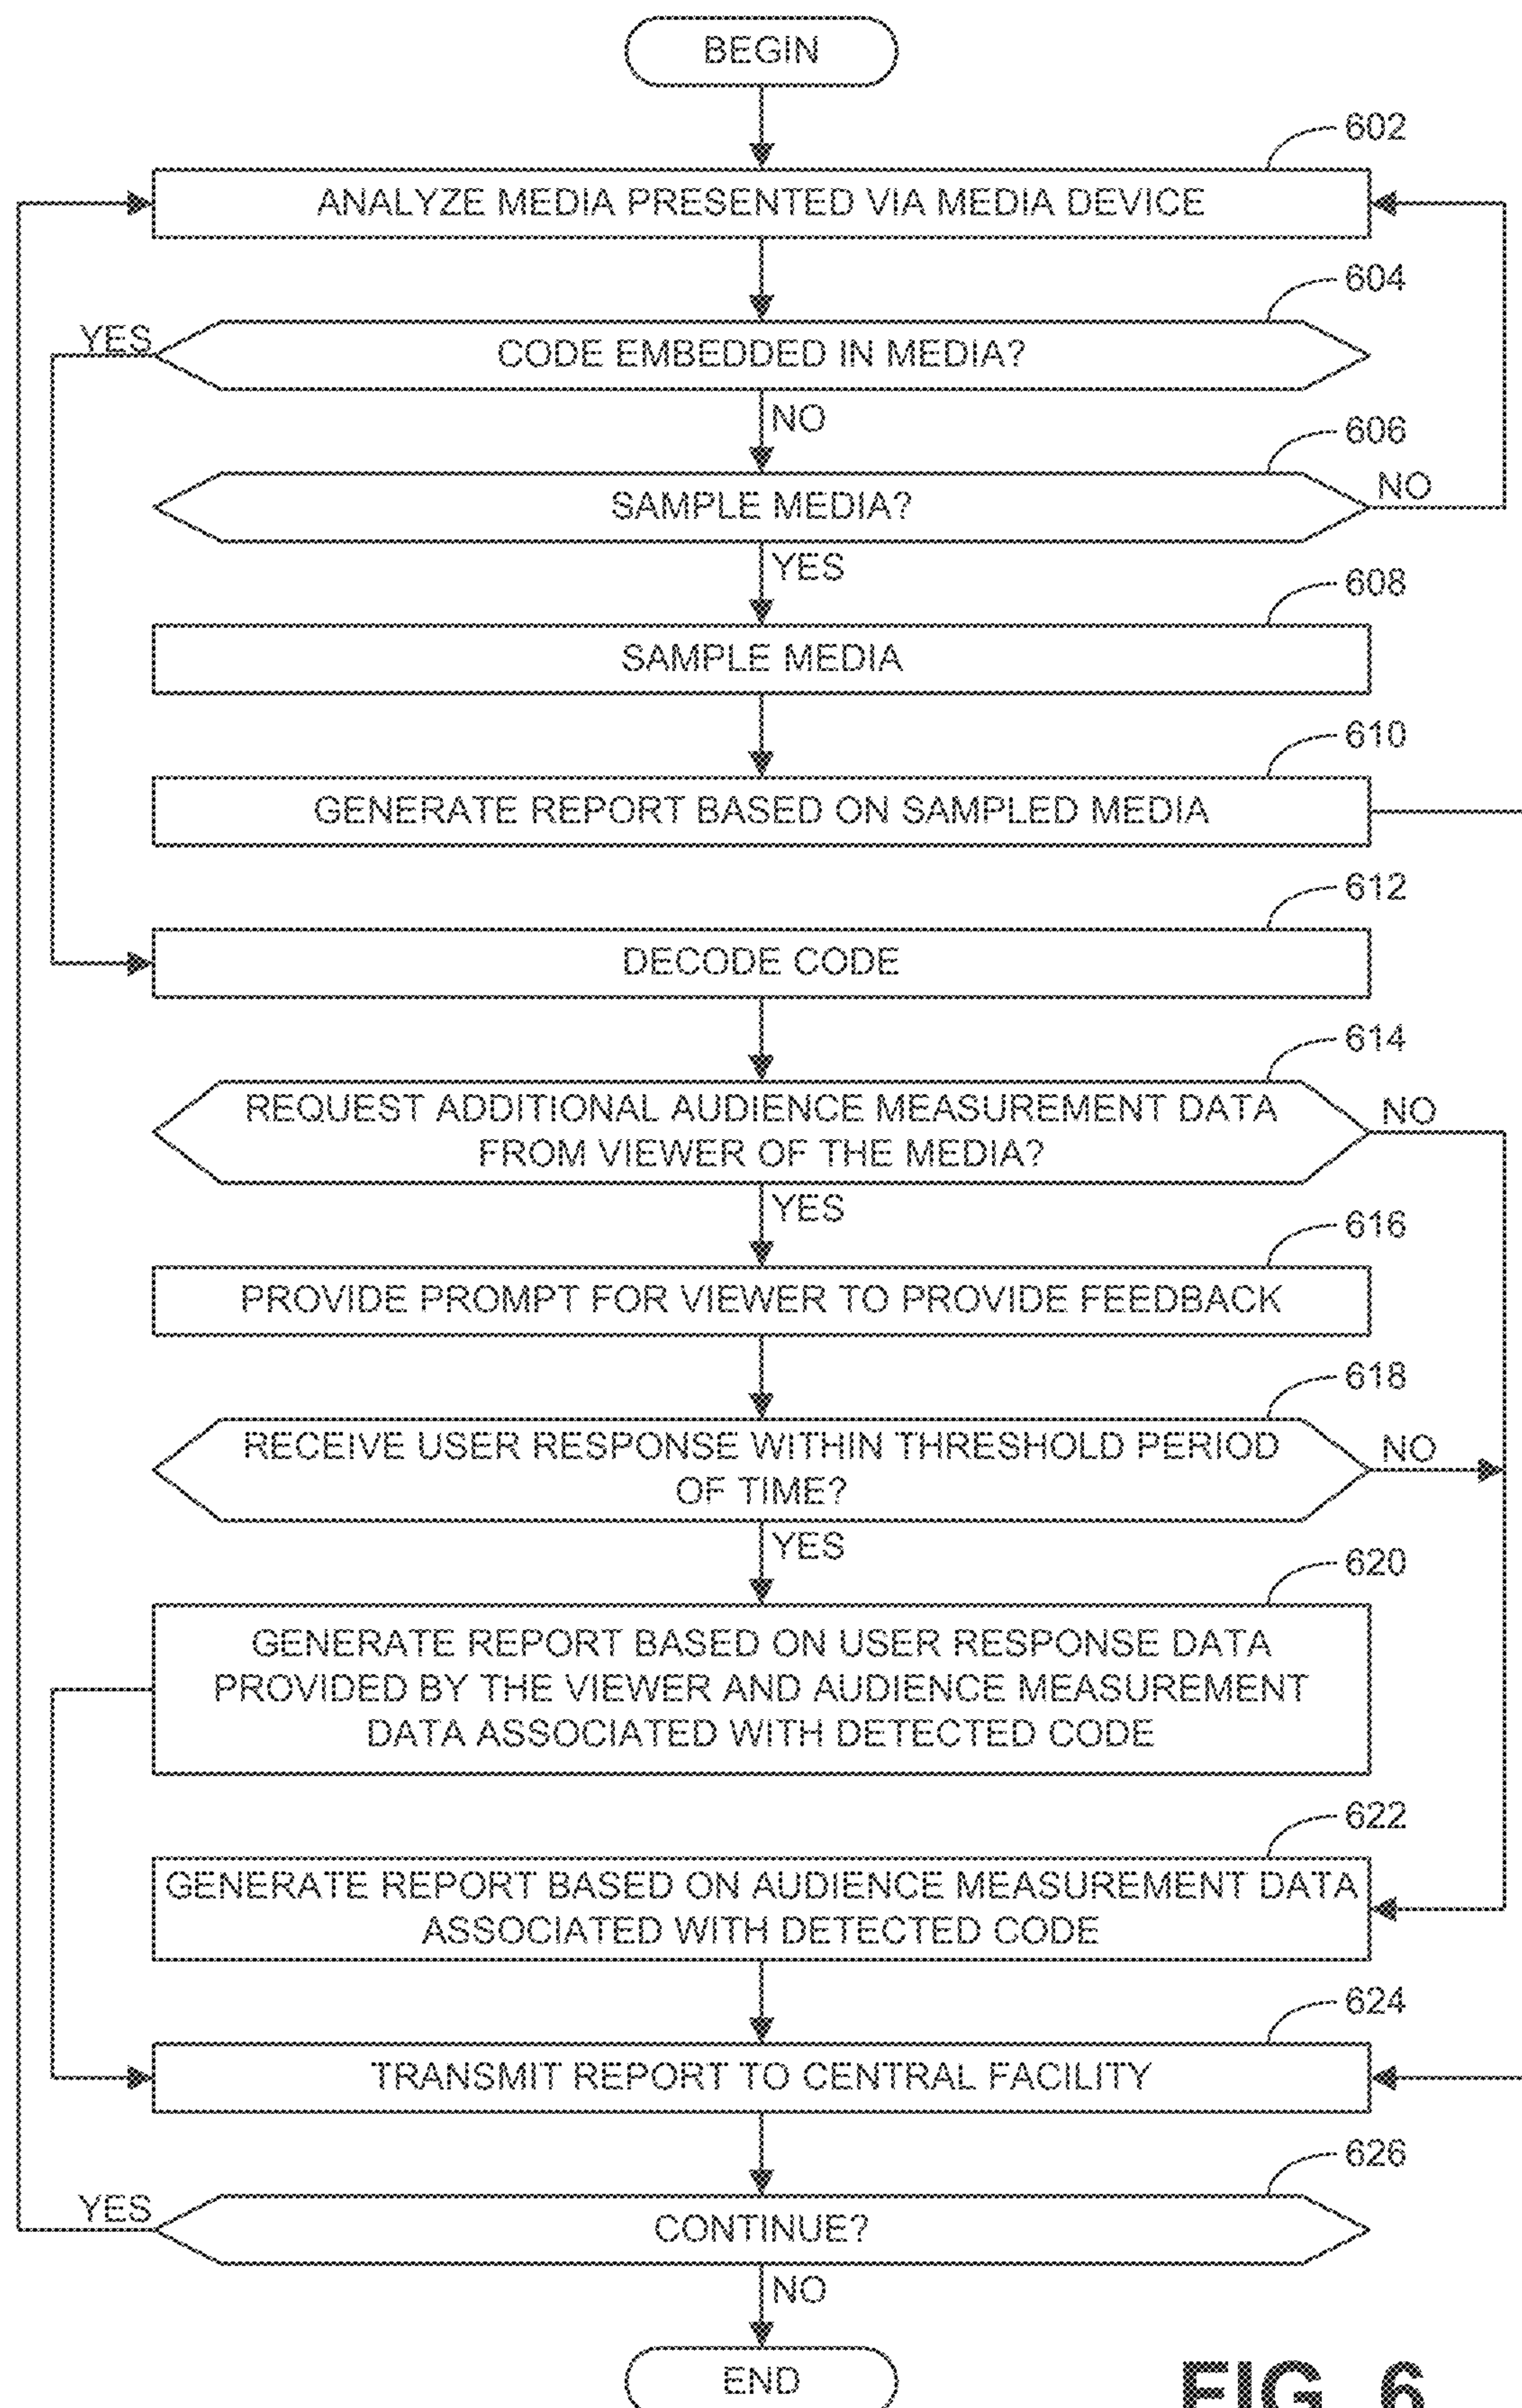 BEGIN
602
ANALYZE MEDIA PRESENTED VIA MEDIA DEVICE
604
YES
CODE EMBEDDED IN MEDIA?
NO
606
SAMPLE MEDIA?
NO
YES
608
SAMPLE MEDIA
610
GENERATE REPORT BASED ON SAMPLED MEDIA
612
DECODE CODE
614
REQUEST ADDITIONAL AUDIENCE MEASUREMENT DATA
FROM VIEWER OF THE MEDIA?
NO
YES
616
PROVIDE PROMPT FOR VIEWER TO PROVIDE FEEDBACK
618
RECEIVE USER RESPONSE WITHIN THRESHOLD PERIOD
OF TIME?
NO
YES
620
GENERATE REPORT BASED ON USER RESPONSE DATA
PROVIDED BY THE VIEWER AND AUDIENCE MEASUREMENT
DATA ASSOCIATED WITH DETECTED CODE
622
GENERATE REPORT BASED ON AUDIENCE MEASUREMENT DATA
ASSOCIATED WITH DETECTED CODE
624
TRANSMIT REPORT TO CENTRAL FACILITY
626
YES
CONTINUE?
NO
END
FIG. 6